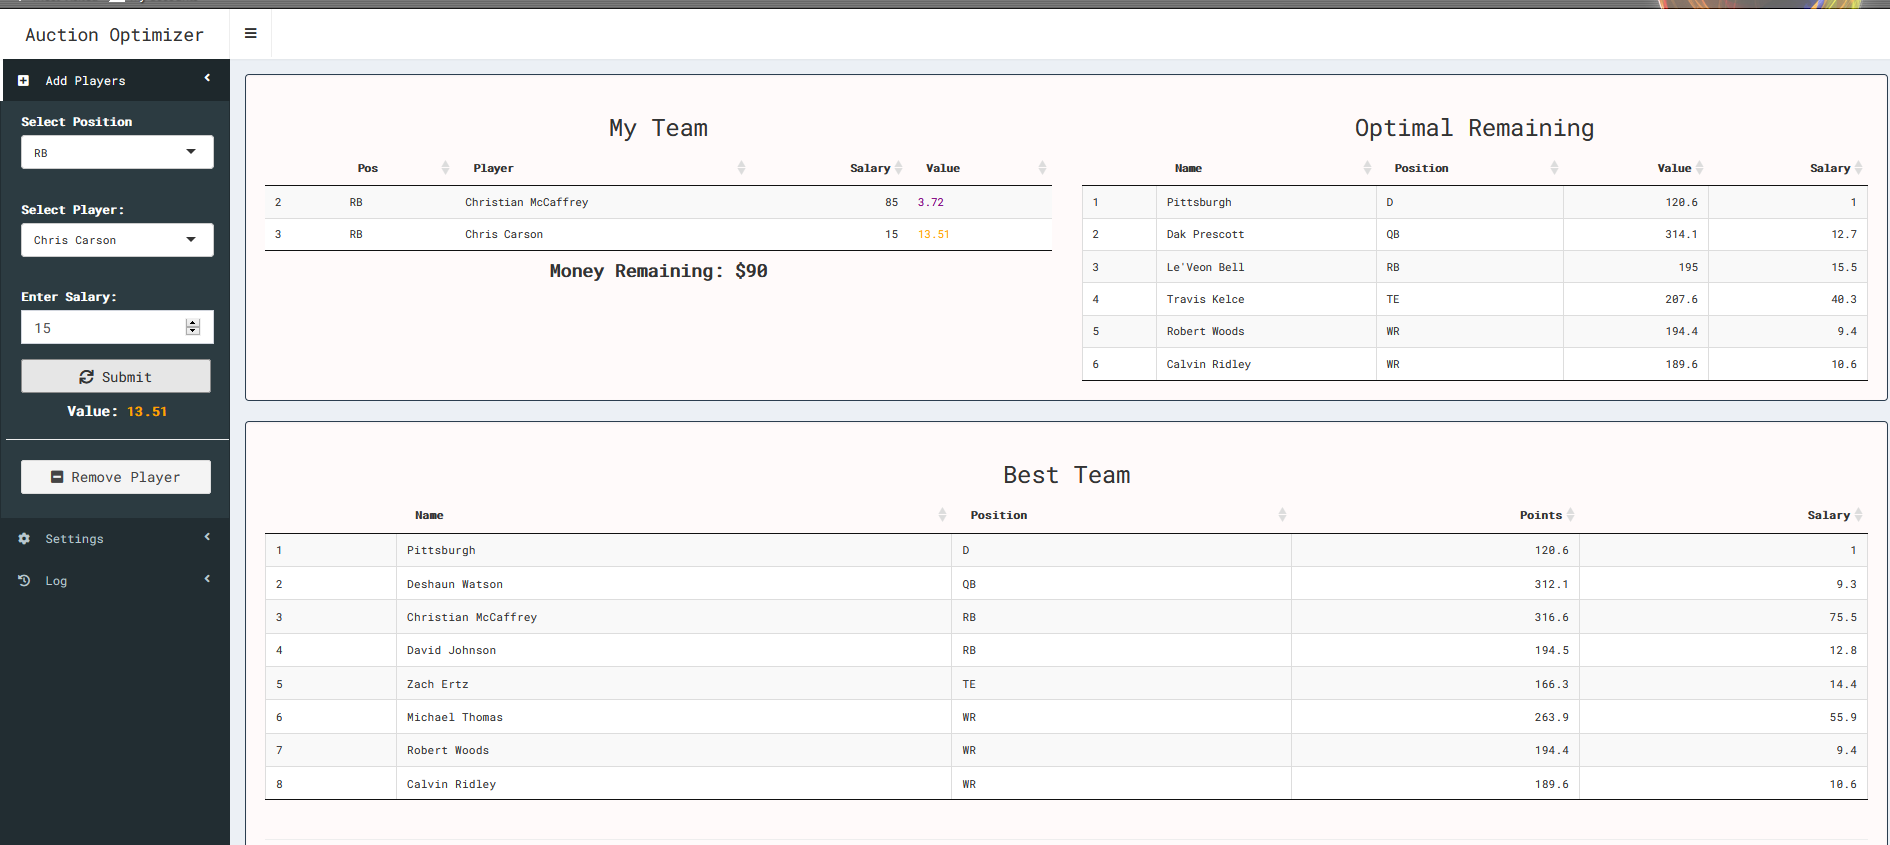 Auction Optimizer
Add Players
Select Position
RB
Select Player:
Chris Carson
Enter Salary:
15
Submit
Value: 13.51
Remove Player
Settings
Log
My Team
Pos Player Salary Value
2 RB Christian McCaffrey 85 3.72
3 RB Chris Carson 15 13.51
Money Remaining: $90
Optimal Remaining
Name Position Value Salary
1 Pittsburgh D 120.6 1
2 Dak Prescott QB 314.1 12.7
3 Le'Veon Bell RB 195 15.5
4 Travis Kelce TE 207.6 40.3
5 Robert Woods WR 194.4 9.4
6 Calvin Ridley WR 189.6 10.6
Best Team
Name Position Points Salary
1 Pittsburgh D 120.6 1
2 Deshaun Watson QB 312.1 9.3
3 Christian McCaffrey RB 316.6 75.5
4 David Johnson RB 194.5 12.8
5 Zach Ertz TE 166.3 14.4
6 Michael Thomas WR 263.9 55.9
7 Robert Woods WR 194.4 9.4
8 Calvin Ridley WR 189.6 10.6